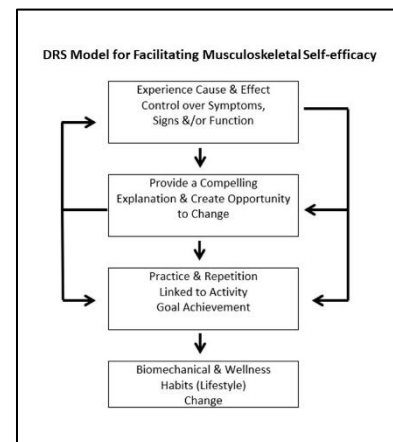 DRS Model for Facilitating Musculoskeletal Self-efficacy
Experience Cause & Effect
Control over Symptoms,
Signs &/or Function
Provide a Compelling
Explanation & Create Opportunity
to Change
Practice & Repetition
Linked to Activity
Goal Achievement
Biomechanical & Wellness
Habits (Lifestyle)
Change